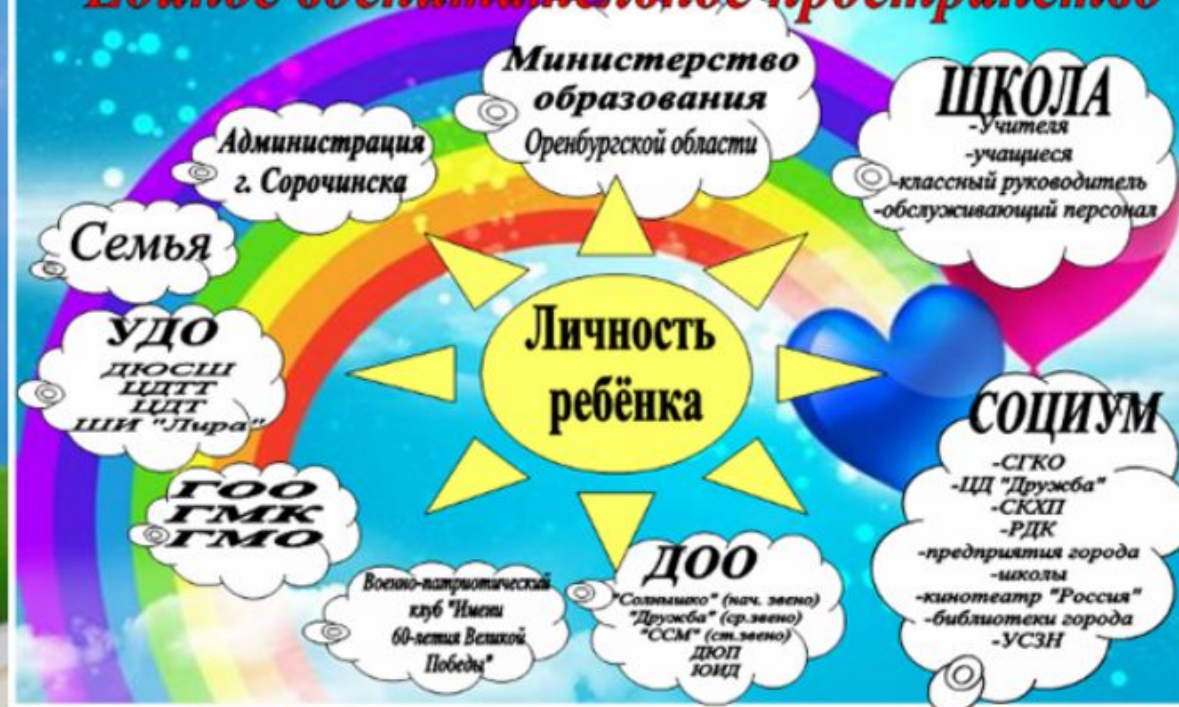 Единое воспитательное пространство
Министерство
образования
Оренбургской области
ШКОЛА
-Учителя
-учащиеся
-классный руководитель
-обслуживающий персонал
Администрация
г. Сорочинска
Семья
УДО
ДЮСШ
ЦДТТ
ЦДТ
ШИ "Лира"
Личность
ребёнка
СОЦИУМ
-СГКО
-ЦД "Дружба"
-СКХП
-РДК
-предприятия города
-школы
-кинотеатр "Россия"
-библиотеки города
-УСЗН
ГОО
ГМК
ГМО
Военно-патриотический
клуб "Имени
60-летия Великой
Победы"
ДОО
"Солнышко" (нач. звено)
"Дружба" (ср.звено)
"ССМ" (ст.звено)
ДЮП
ЮИД